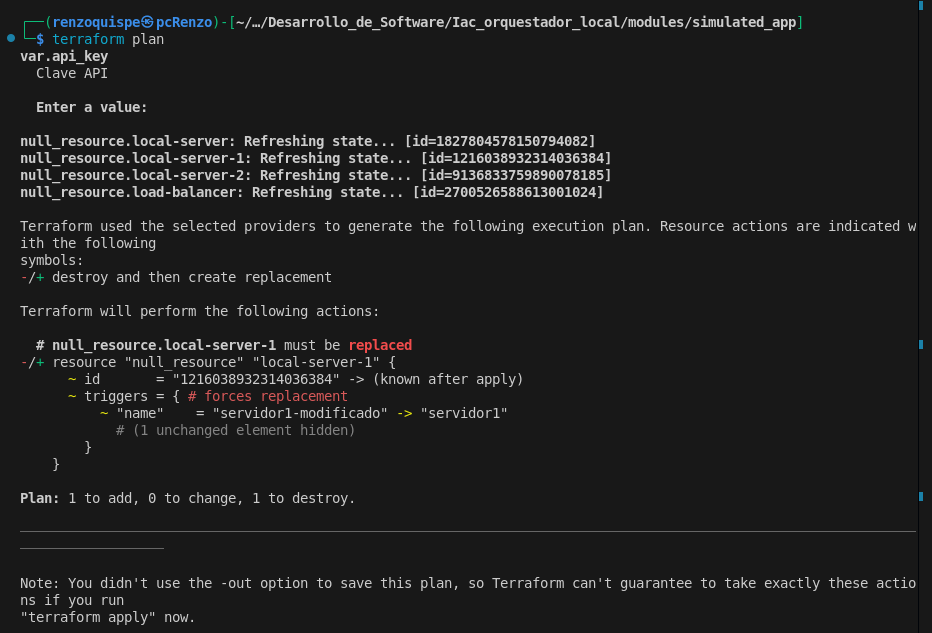 ┌──(renzoquispe㉿pcRenzo)-[~/…/Desarrollo_de_Software/Iac_orquestador_local/modules/simulated_app]
└─$ terraform plan
var.api_key
  Clave API

  Enter a value:

null_resource.local-server: Refreshing state... [id=1827804578150794082]
null_resource.local-server-1: Refreshing state... [id=1216038932314036384]
null_resource.local-server-2: Refreshing state... [id=9136833759890078185]
null_resource.load-balancer: Refreshing state... [id=2700526588613001024]

Terraform used the selected providers to generate the following execution plan. Resource actions are indicated w
ith the following
symbols:
-/+ destroy and then create replacement

Terraform will perform the following actions:

  # null_resource.local-server-1 must be replaced
-/+ resource "null_resource" "local-server-1" {
      ~ id       = "1216038932314036384" -> (known after apply)
      ~ triggers = { # forces replacement
          ~ "name"    = "servidor1-modificado" -> "servidor1"
            # (1 unchanged element hidden)
        }
    }

Plan: 1 to add, 0 to change, 1 to destroy.

Note: You didn't use the -out option to save this plan, so Terraform can't guarantee to take exactly these actio
ns if you run
"terraform apply" now.